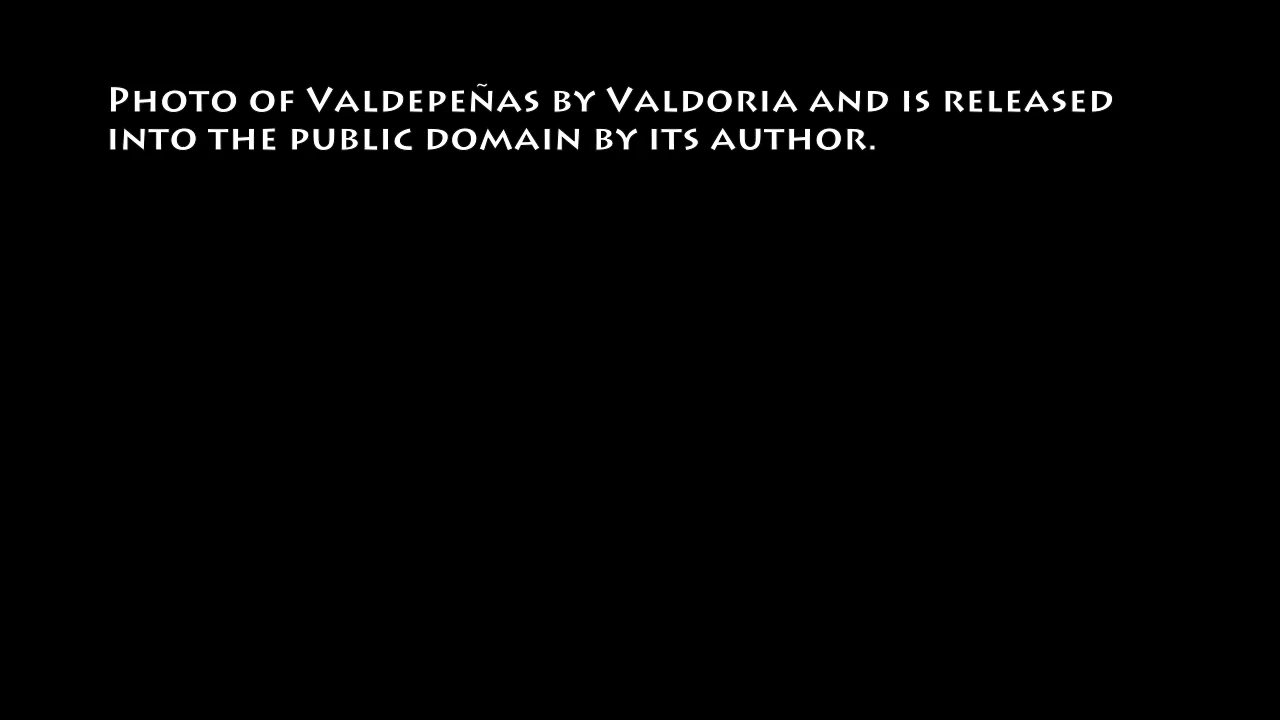 Photo of Valdepeñas by Valdoria and is released
into the public domain by its author.